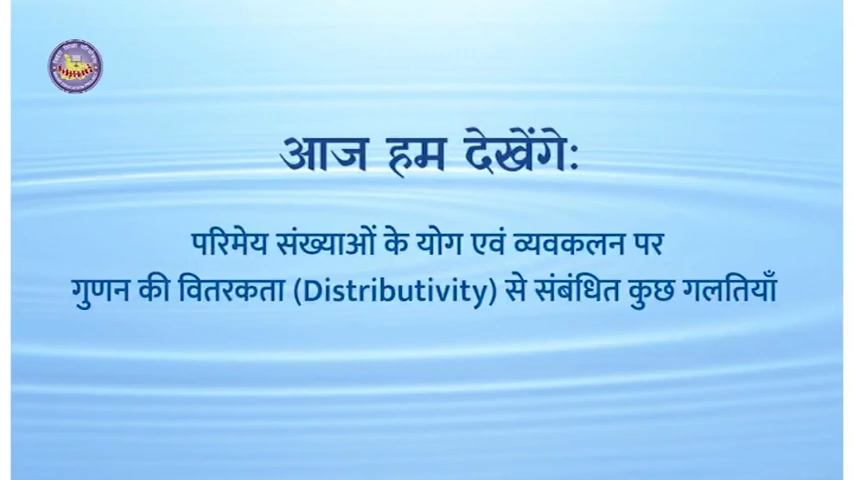 आज हम देखेंगे:
परिमेय संख्याओं के योग एवं व्यवकलन पर
गुणन की वितरकता (Distributivity) से संबंधित कुछ गलतियाँ